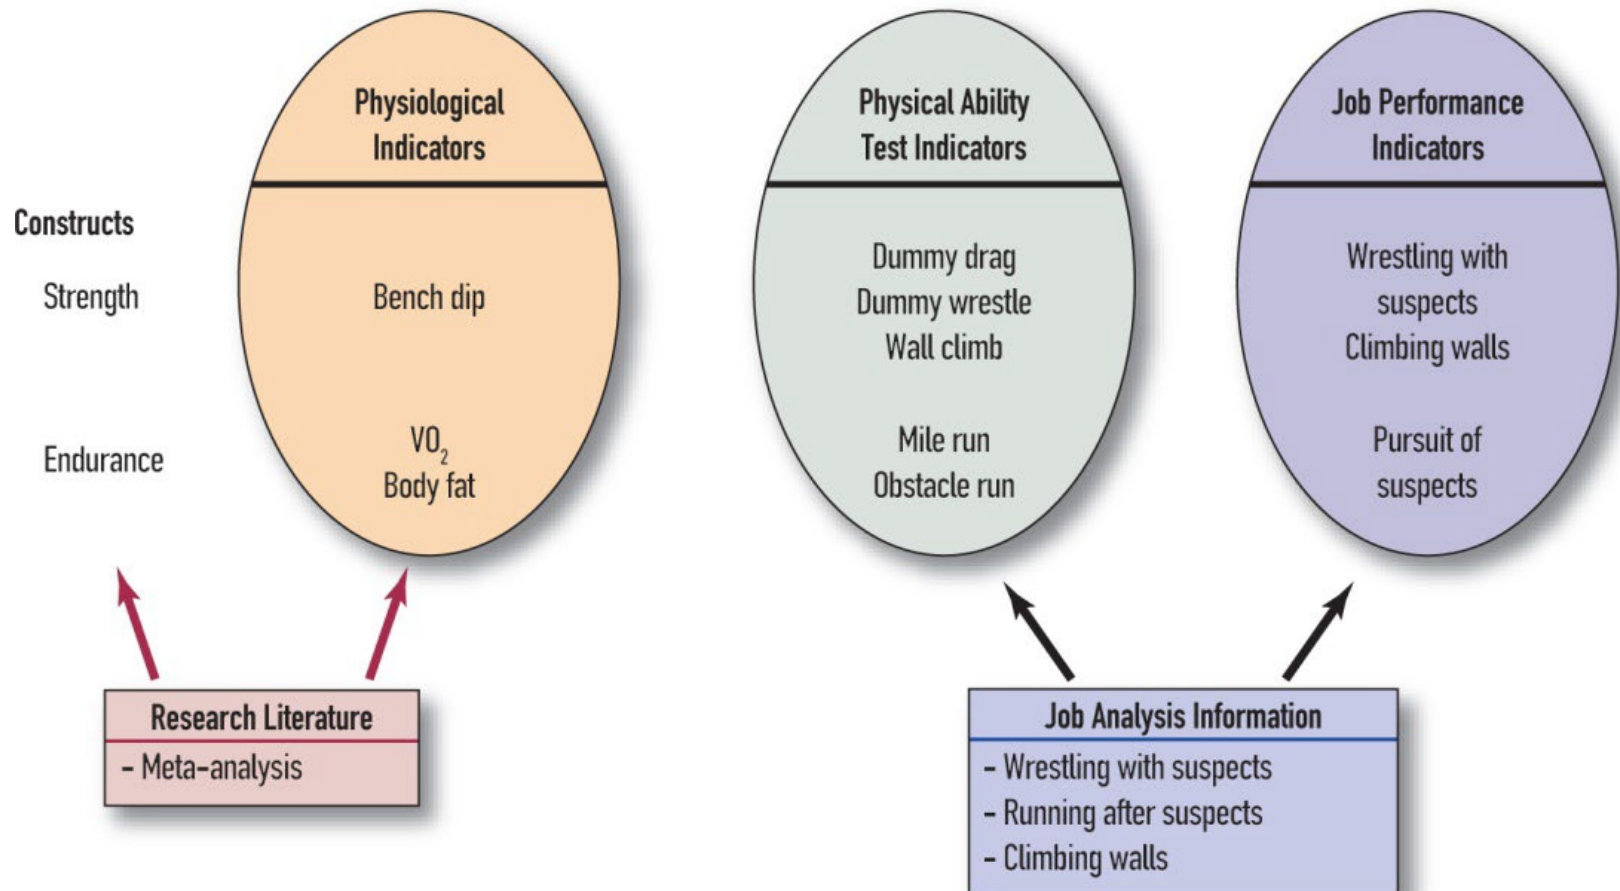 Physiological
Indicators
Physical Ability
Test Indicators
Job Performance
Indicators
Constructs
Strength
Bench dip
Dummy drag
Dummy wrestle
Wall climb
Wrestling with
suspects
Climbing walls
Endurance
VO₂
Body fat
Mile run
Obstacle run
Pursuit of
suspects
Research Literature
- Meta-analysis
Job Analysis Information
- Wrestling with suspects
- Running after suspects
- Climbing walls